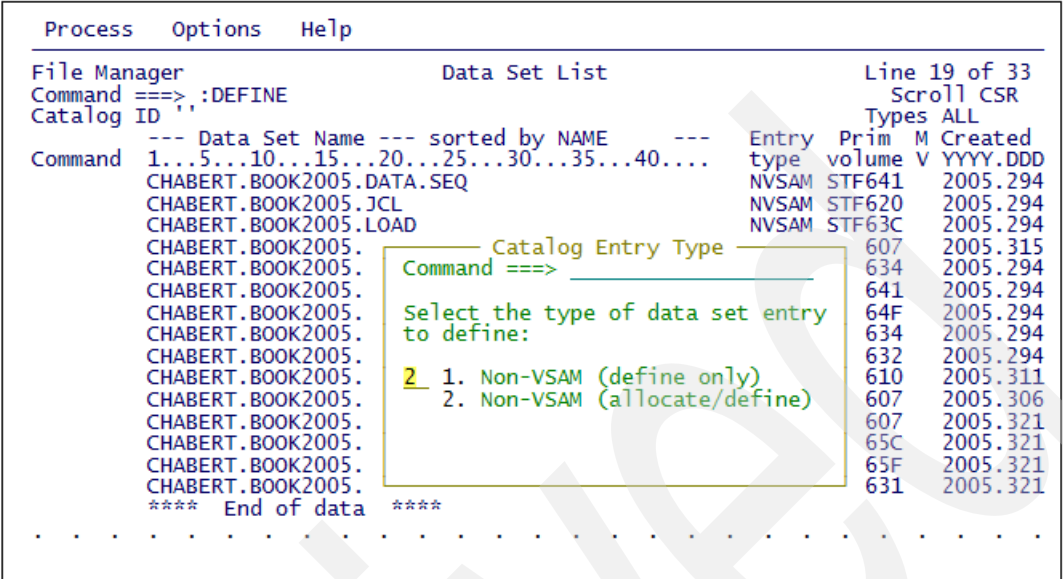 Process Options Help
File Manager Data Set List Line 19 of 33
Command ===> :DEFINE Scroll CSR
Catalog ID '' Types ALL
--- Data Set Name --- sorted by NAME --- Entry Prim M Created
Command 1...5...10...15...20...25...30...35...40.... type volume V YYYY.DDD
CHABERT.BOOK2005.DATA.SEQ NVSAM STF641 2005.294
CHABERT.BOOK2005.JCL NVSAM STF620 2005.294
CHABERT.BOOK2005.LOAD NVSAM STF63C 2005.294
CHABERT.BOOK2005. Catalog Entry Type 607 2005.315
CHABERT.BOOK2005. Command ===> 634 2005.294
CHABERT.BOOK2005. 641 2005.294
CHABERT.BOOK2005. Select the type of data set entry 64F 2005.294
CHABERT.BOOK2005. to define: 634 2005.294
CHABERT.BOOK2005. 632 2005.294
CHABERT.BOOK2005. 2 1. Non-VSAM (define only) 610 2005.311
CHABERT.BOOK2005. 2. Non-VSAM (allocate/define) 607 2005.306
CHABERT.BOOK2005. 607 2005.321
CHABERT.BOOK2005. 65C 2005.321
CHABERT.BOOK2005. 65F 2005.321
CHABERT.BOOK2005. 631 2005.321
**** End of data ****
. . . . . . . . . . . . . . . . . . . . . . . . . . .